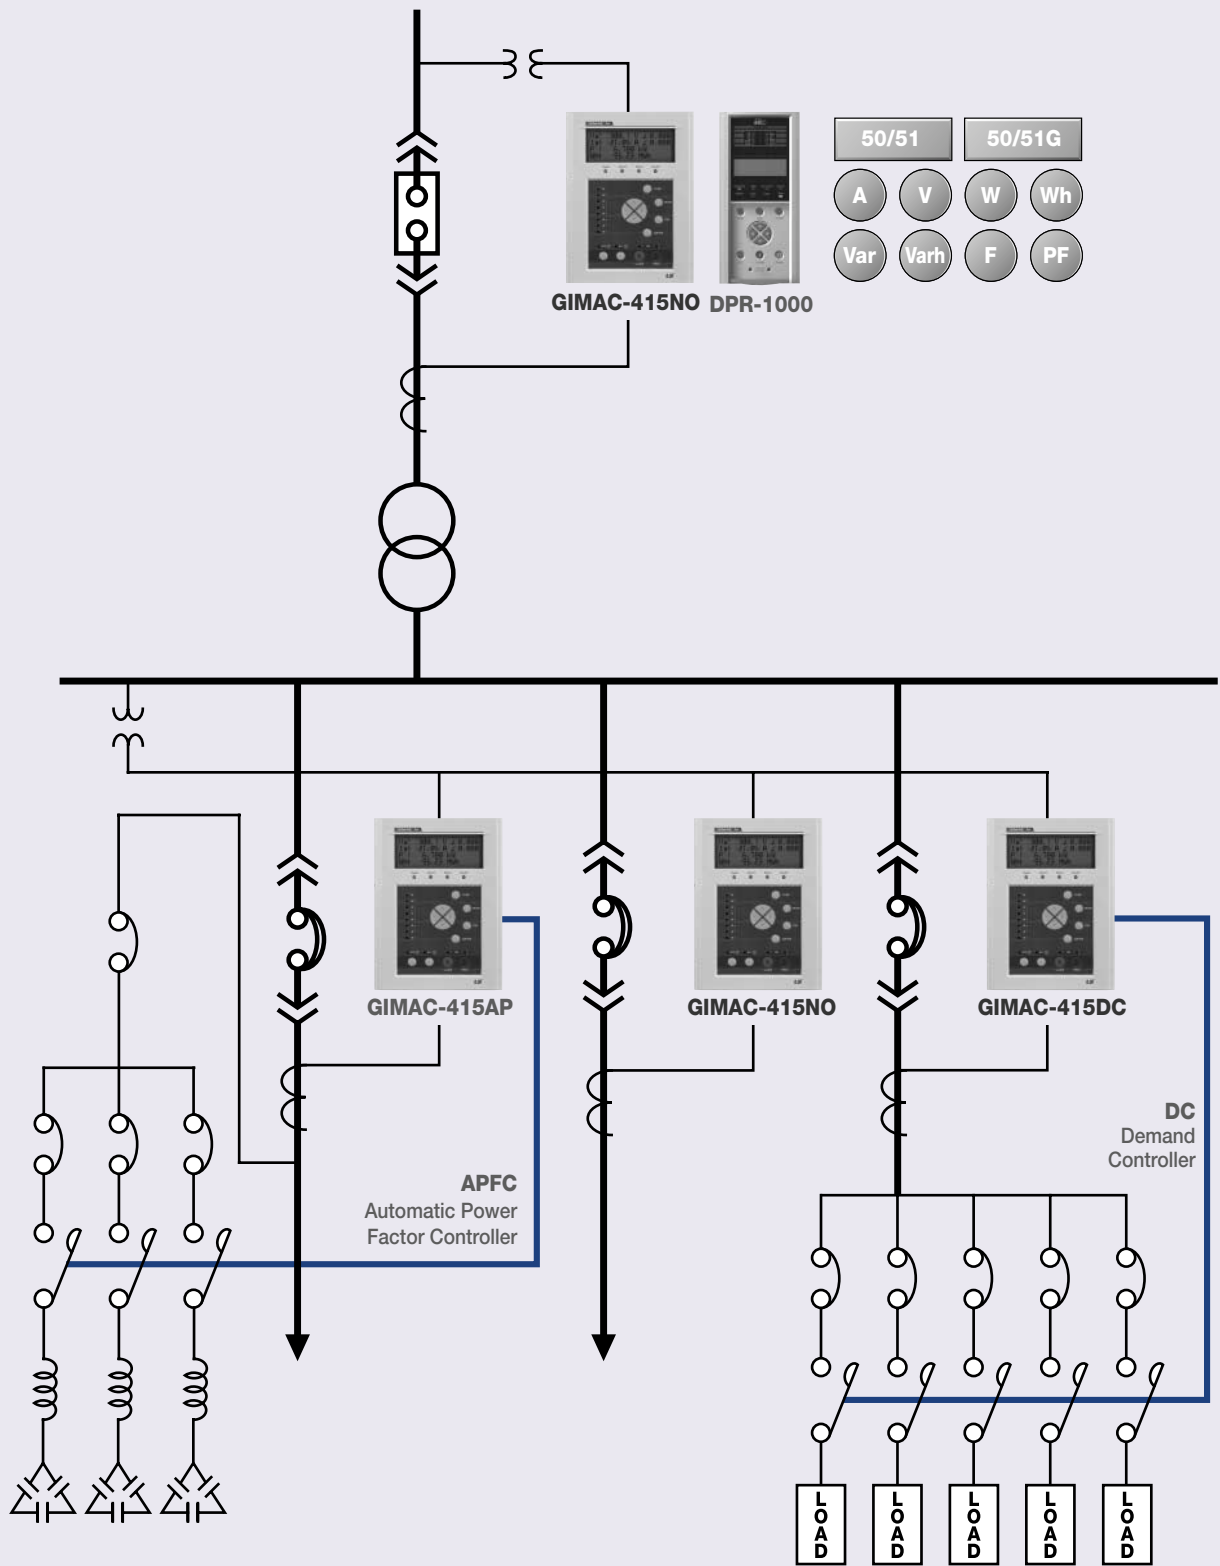 50/51
50/51G
A
V
W
Wh
Var
Varh
F
PF
GIMAC-415NO
DPR-1000
GIMAC-415AP
GIMAC-415NO
GIMAC-415DC
DC
Demand
Controller
APFC
Automatic Power
Factor Controller
LOAD
LOAD
LOAD
LOAD
LOAD